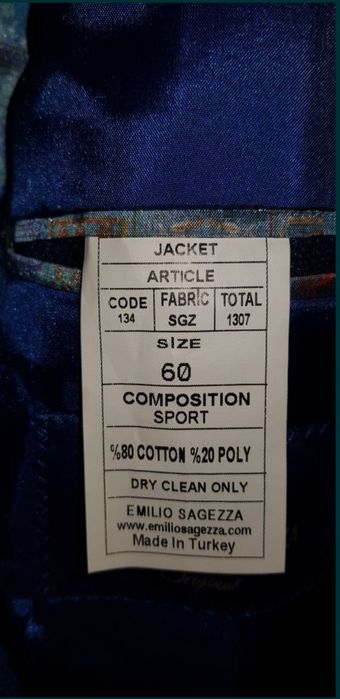 JACKET
ARTICLE
CODE FABRIC TOTAL
134 SGZ 1307
SIZE
60
COMPOSITION
SPORT
%80 COTTON %20 POLY
DRY CLEAN ONLY
EMILIO SAGEZZA
www.emiliosagezza.com
Made In Turkey
Original